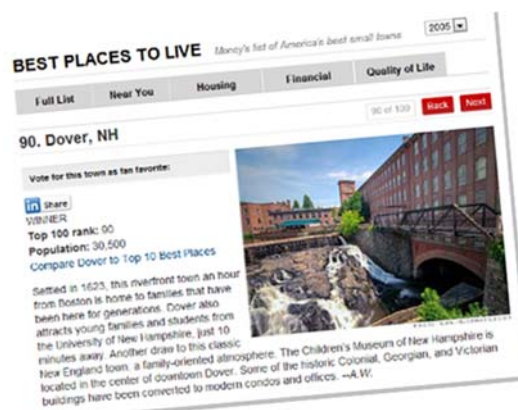 2005
BEST PLACES TO LIVE Money's list of America's best small towns
Full List Near You Housing Financial Quality of Life
90 of 100 Back Next
90. Dover, NH
Vote for this town as fan favorite:
in Share
WINNER
Top 100 rank: 90
Population: 30,500
Compare Dover to Top 10 Best Places
Settled in 1623, this riverfront town an hour
from Boston is home to families that have
been here for generations. Dover also
attracts young families and students from
the University of New Hampshire, just 10
minutes away. Another draw to this classic
New England town, a family-oriented atmosphere. The Children's Museum of New Hampshire is
located in the center of downtown Dover. Some of the historic Colonial, Georgian, and Victorian
buildings have been converted to modern condos and offices. --A.W.